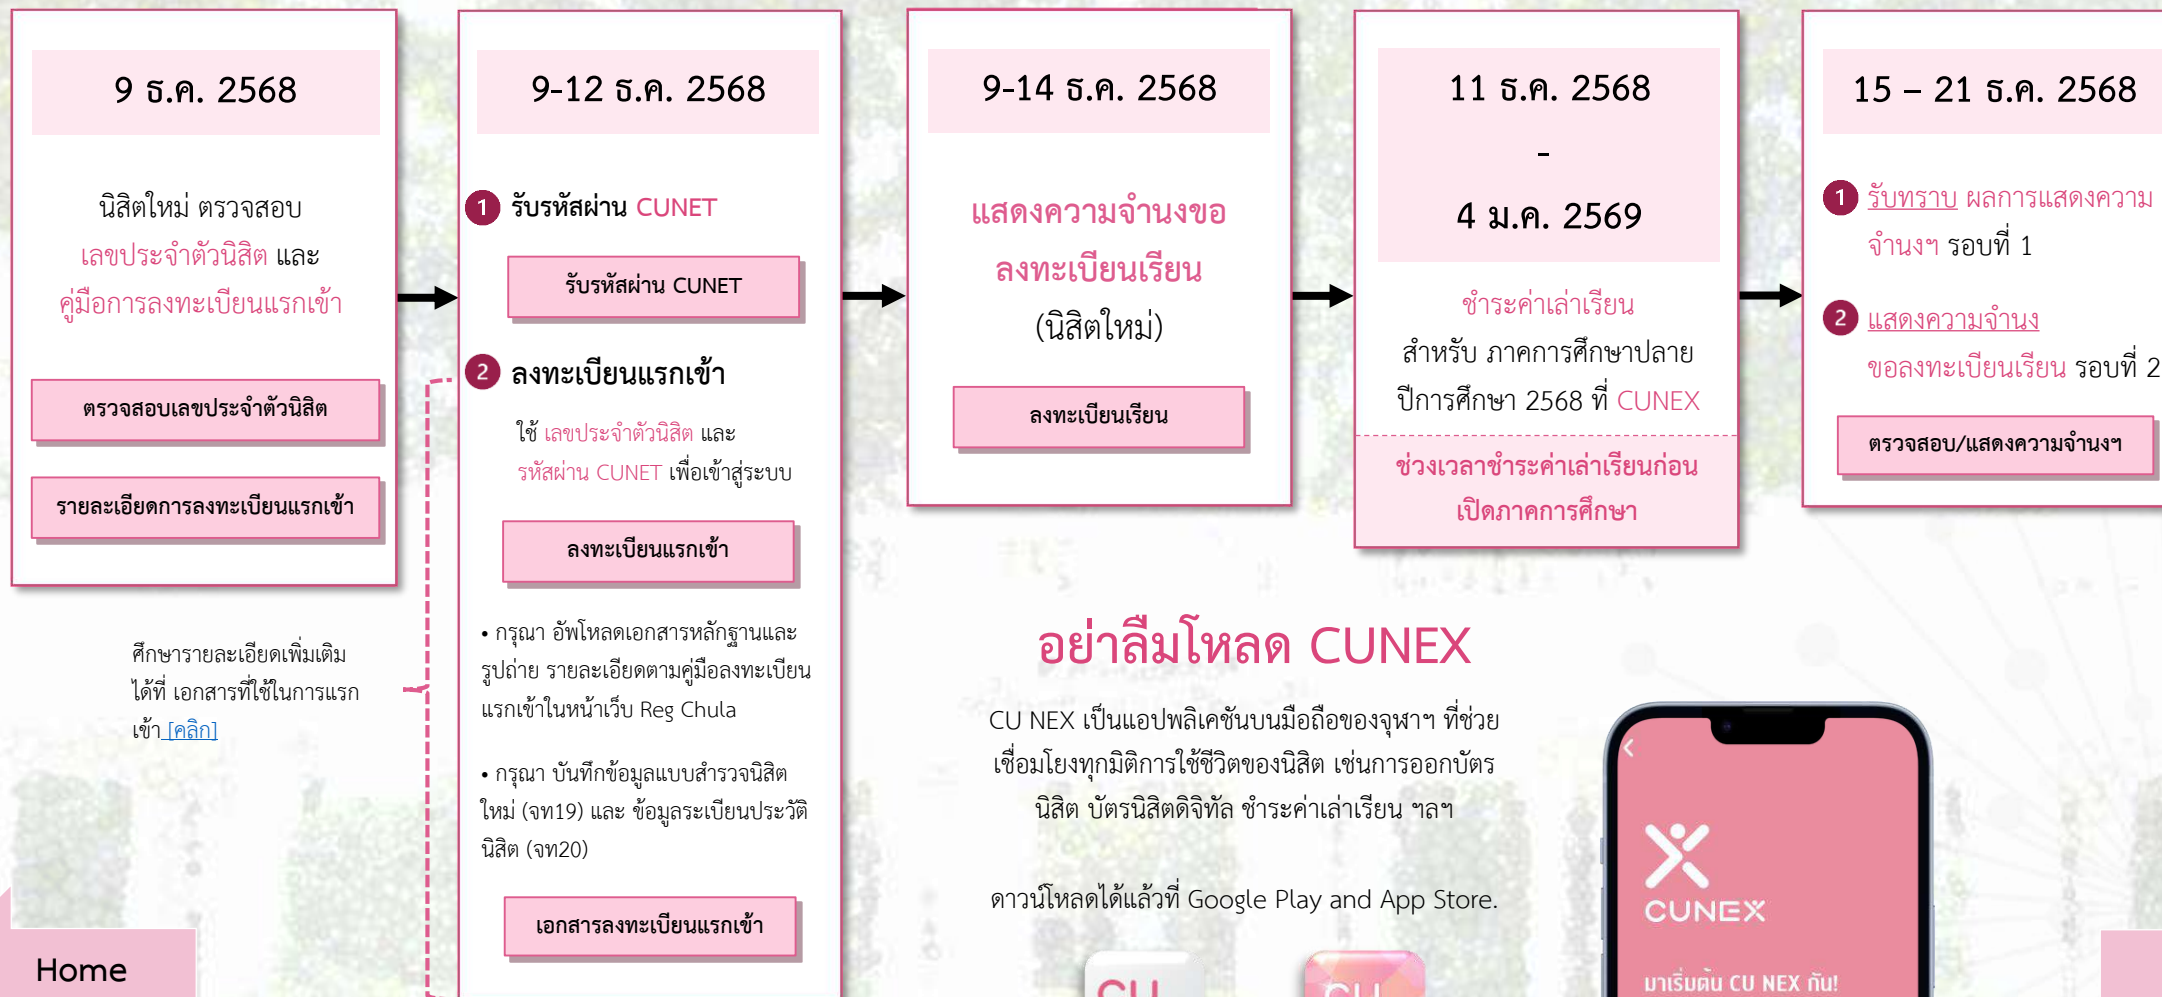 9 ธ.ค. 2568
นิสิตใหม่ ตรวจสอบ
เลขประจำตัวนิสิต และ
คู่มือการลงทะเบียนแรกเข้า
ตรวจสอบเลขประจำตัวนิสิต
รายละเอียดการลงทะเบียนแรกเข้า
ศึกษารายละเอียดเพิ่มเติม
ได้ที่ เอกสารที่ใช้ในการแรก
เข้า [คลิก]
Home
9-12 ธ.ค. 2568
1 รับรหัสผ่าน CUNET
รับรหัสผ่าน CUNET
2 ลงทะเบียนแรกเข้า
ใช้ เลขประจำตัวนิสิต และ
รหัสผ่าน CUNET เพื่อเข้าสู่ระบบ
ลงทะเบียนแรกเข้า
• กรุณา อัพโหลดเอกสารหลักฐานและ
รูปถ่าย รายละเอียดตามคู่มือลงทะเบียน
แรกเข้าในหน้าเว็บ Reg Chula
• กรุณา บันทึกข้อมูลแบบสำรวจนิสิต
ใหม่ (จท19) และ ข้อมูลระเบียนประวัติ
นิสิต (จท20)
เอกสารลงทะเบียนแรกเข้า
9-14 ธ.ค. 2568
แสดงความจำนงขอ
ลงทะเบียนเรียน
(นิสิตใหม่)
ลงทะเบียนเรียน
11 ธ.ค. 2568
-
4 ม.ค. 2569
ชำระค่าเล่าเรียน
สำหรับ ภาคการศึกษาปลาย
ปีการศึกษา 2568 ที่ CUNEX
ช่วงเวลาชำระค่าเล่าเรียนก่อน
เปิดภาคการศึกษา
15 – 21 ธ.ค. 2568
1 รับทราบ ผลการแสดงความ
จำนงฯ รอบที่ 1
2 แสดงความจำนง
ขอลงทะเบียนเรียน รอบที่ 2
ตรวจสอบ/แสดงความจำนงฯ
อย่าลืมโหลด CUNEX
CU NEX เป็นแอปพลิเคชันบนมือถือของจุฬาฯ ที่ช่วย
เชื่อมโยงทุกมิติการใช้ชีวิตของนิสิต เช่นการออกบัตร
นิสิต บัตรนิสิตดิจิทัล ชำระค่าเล่าเรียน ฯลฯ
ดาวน์โหลดได้แล้วที่ Google Play and App Store.
CU
CU
CUNEX
มาเริ่มต้น CU NEX กัน!